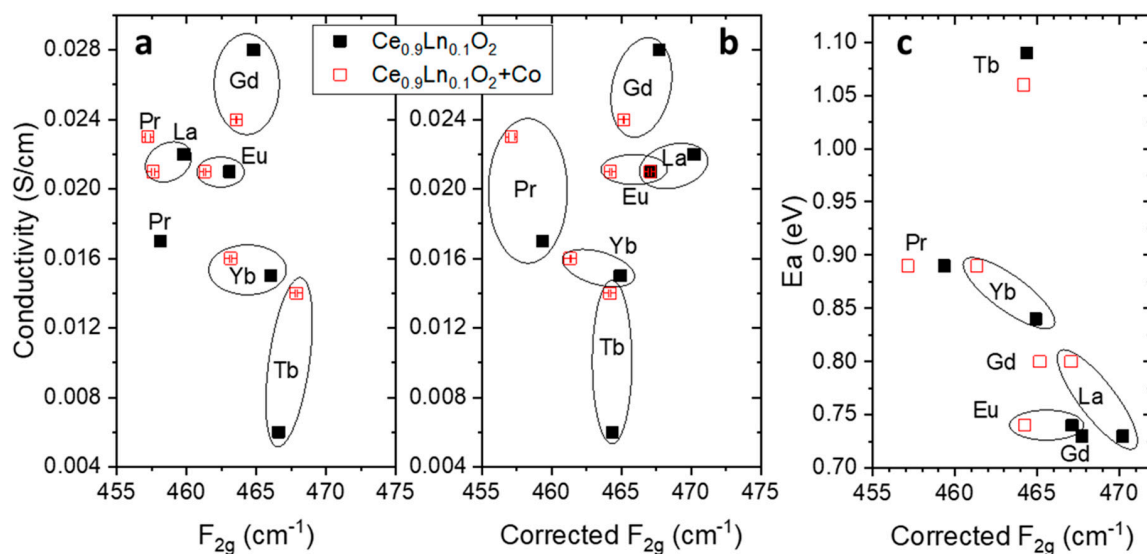 a
Ce0.9Ln0.1O2
Ce0.9Ln0.1O2+Co
b
c
Conductivity (S/cm)
0.028
0.024
0.020
0.016
0.012
0.008
0.004
Gd
Pr
La
Eu
Pr
Yb
Tb
455 460 465 470 475
F2g (cm-1)
0.028
0.024
0.020
0.016
0.012
0.008
0.004
Gd
La
Pr
Eu
Yb
Tb
455 460 465 470 475
Corrected F2g (cm-1)
Ea (eV)
1.10
1.05
1.00
0.95
0.90
0.85
0.80
0.75
0.70
Tb
Pr
Yb
Gd
La
Eu
Gd
455 460 465 470
Corrected F2g (cm-1)